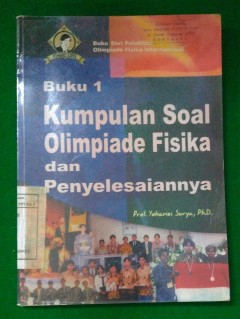 Buku Seri Pelatihan
Olimpiade Fisika Internasional
Buku 1
Kumpulan Soal
Olimpiade Fisika
dan
Penyelesaiannya
Prof. Yohanes Surya, Ph.D.